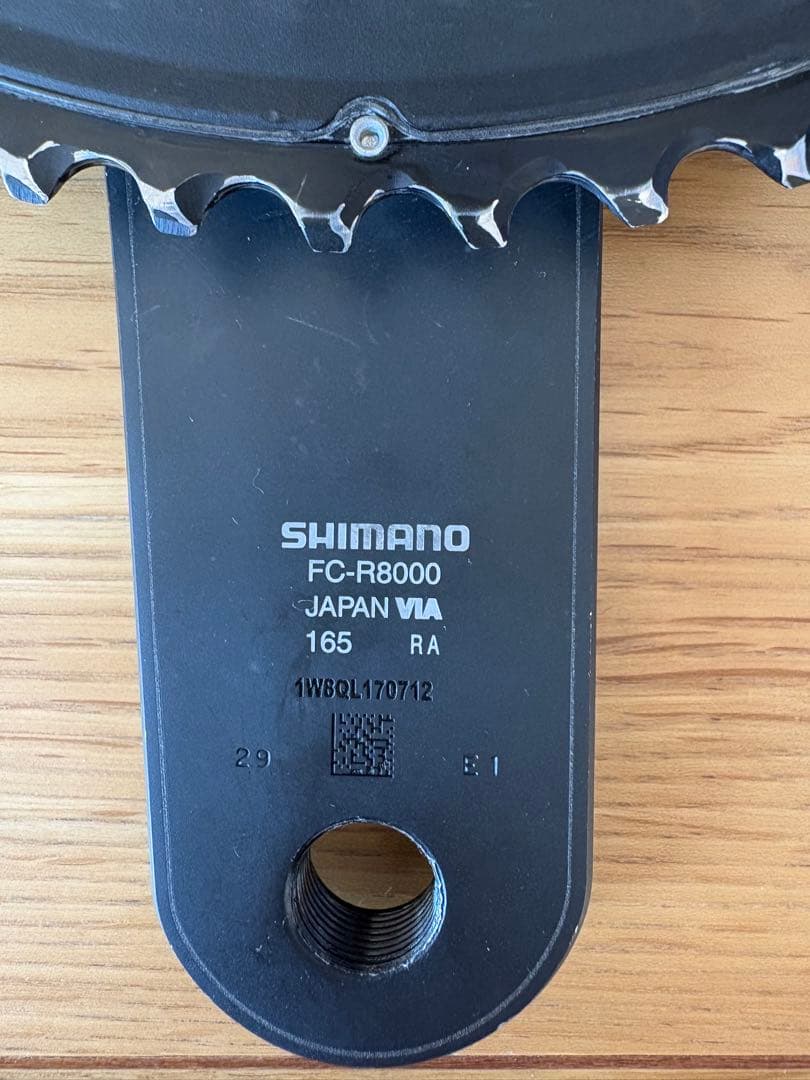 SHIMANO
FC-R8000
JAPAN VIA
165 RA
1W8QL170712
29 E1